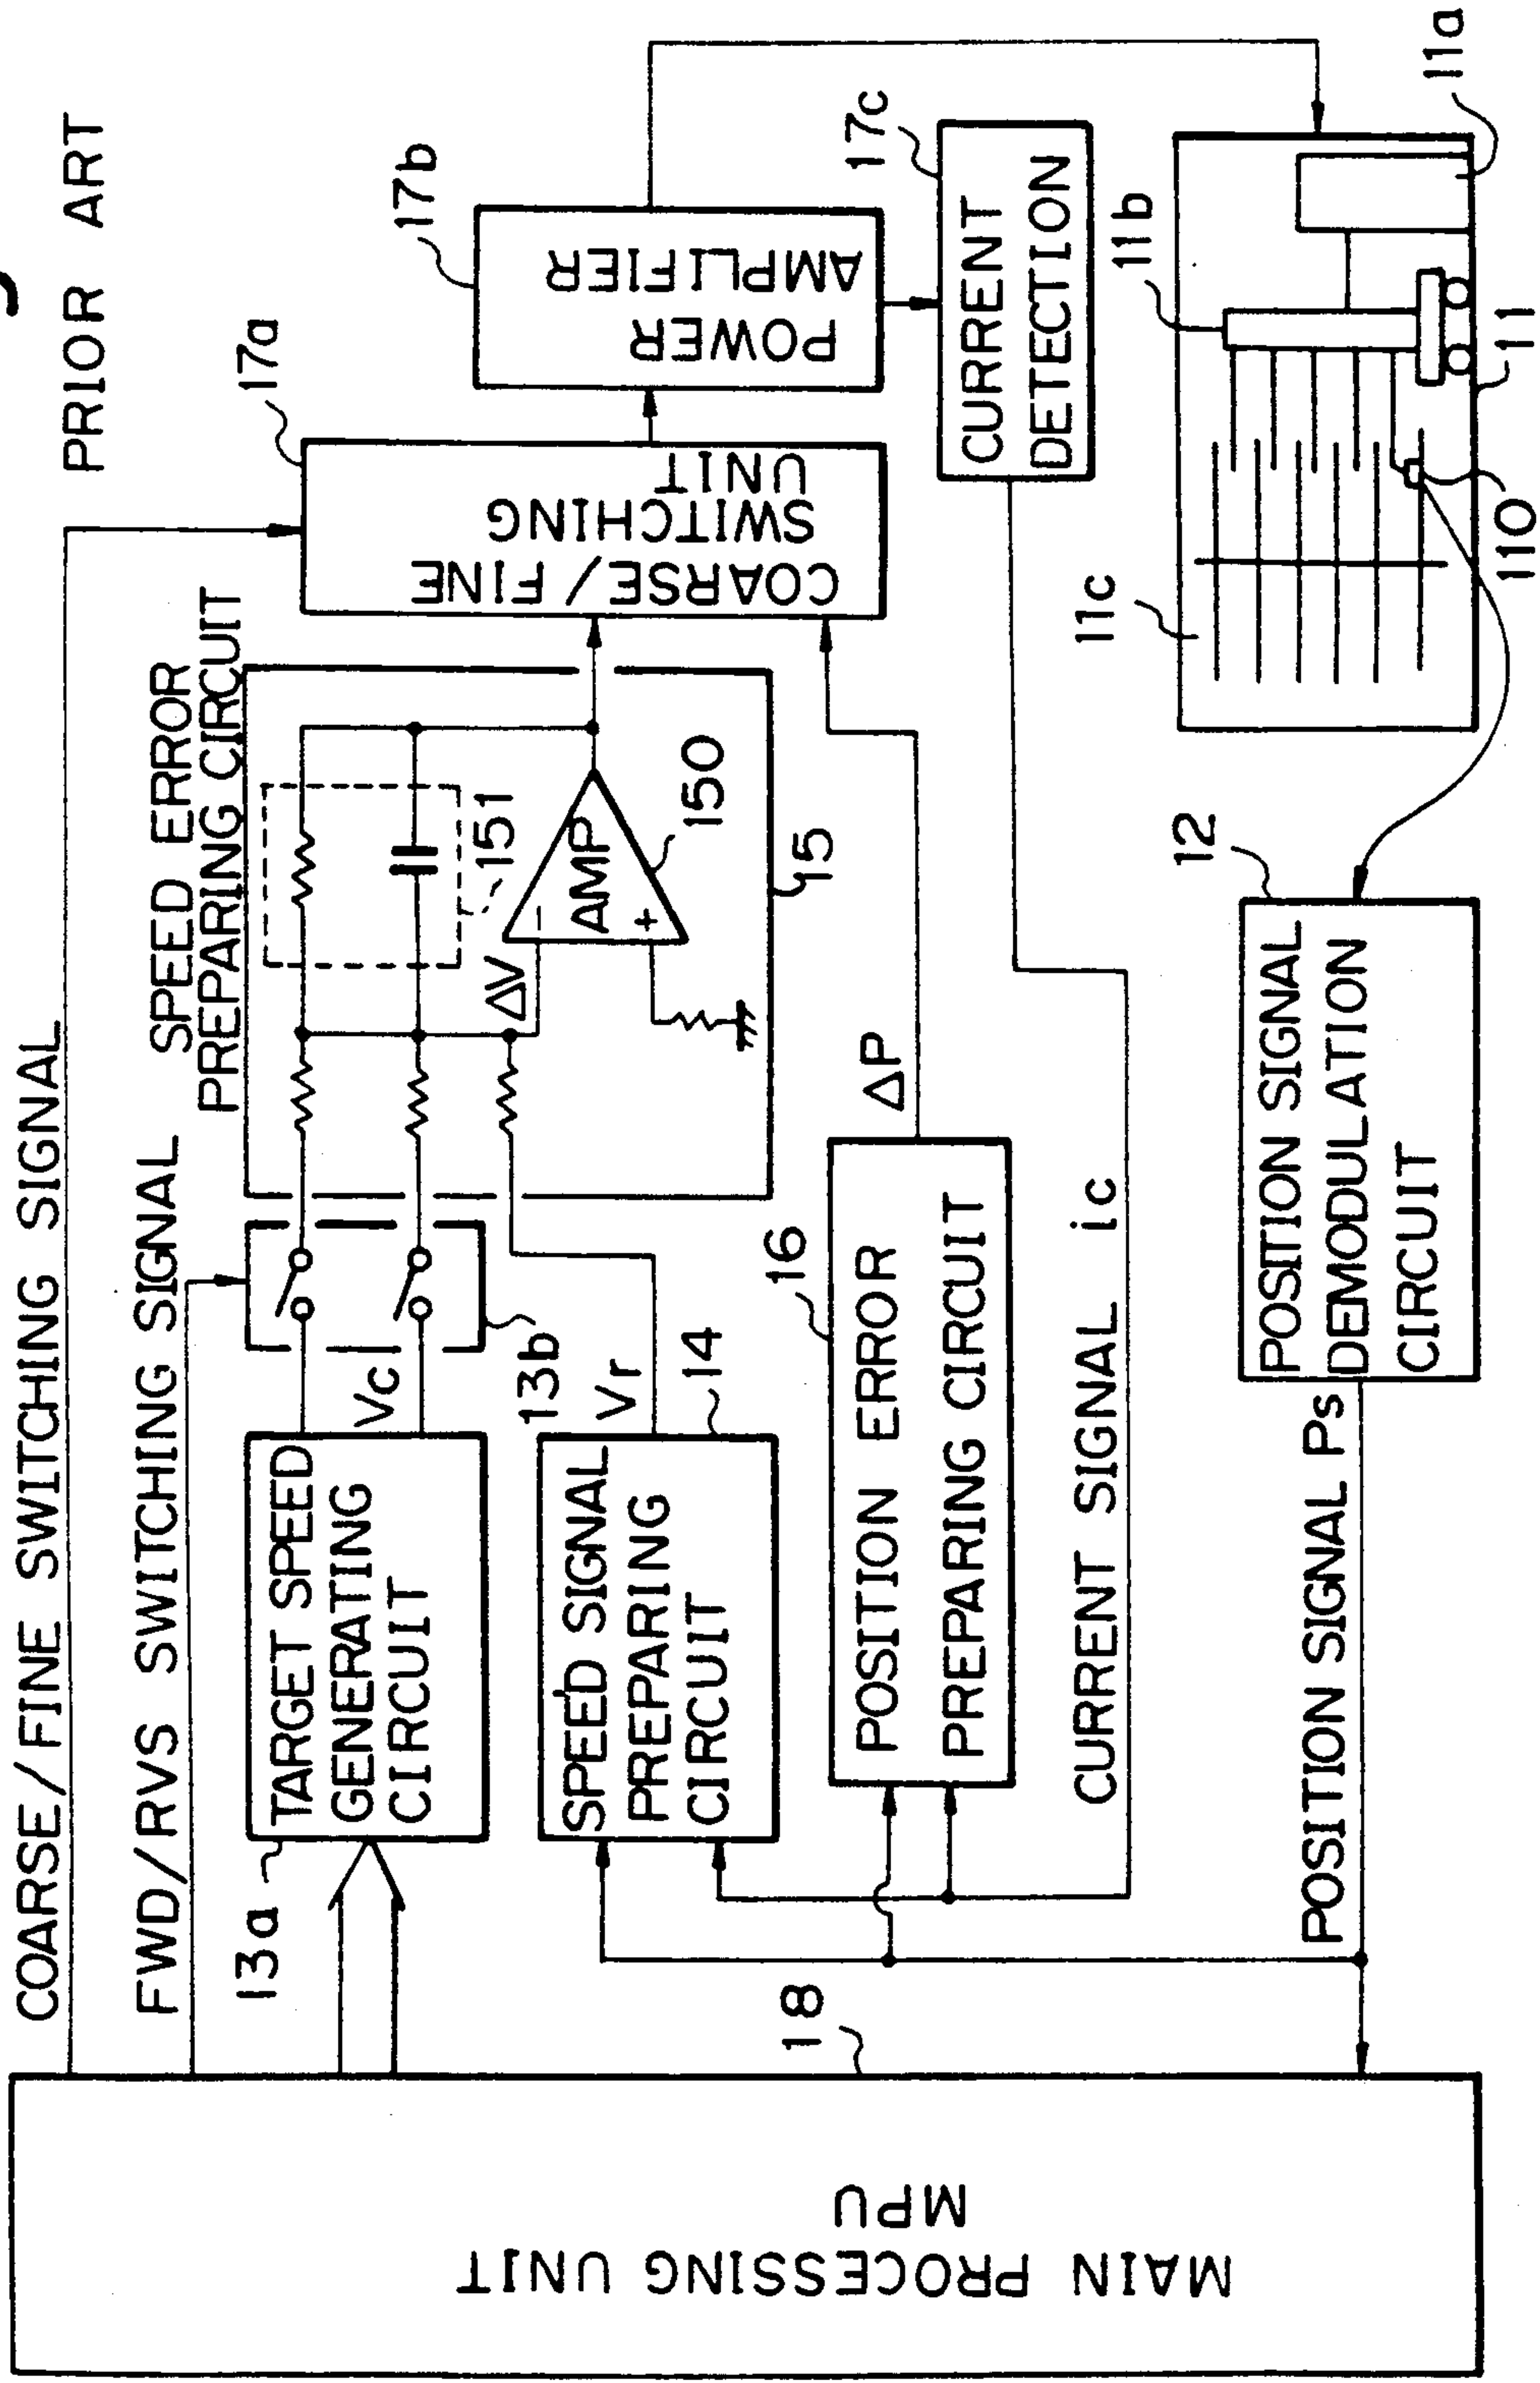 PRIOR ART
COARSE/FINE SWITCHING SIGNAL
FWD/RVS SWITCHING SIGNAL
SPEED ERROR
PREPARING CIRCUIT
13a
TARGET SPEED
GENERATING
CIRCUIT
Vc
13b
151
ΔV
−
AMP
+
150
15
17a
COARSE/FINE
SWITCHING
UNIT
17b
POWER
AMPLIFIER
SPEED SIGNAL
PREPARING
CIRCUIT
Vr
14
16
POSITION ERROR
PREPARING CIRCUIT
ΔP
17c
CURRENT
DETECTION
CURRENT SIGNAL ic
18
MAIN PROCESSING UNIT
MPU
POSITION SIGNAL Ps
12
POSITION SIGNAL
DEMODULATION
CIRCUIT
11c
11b
11a
110
11